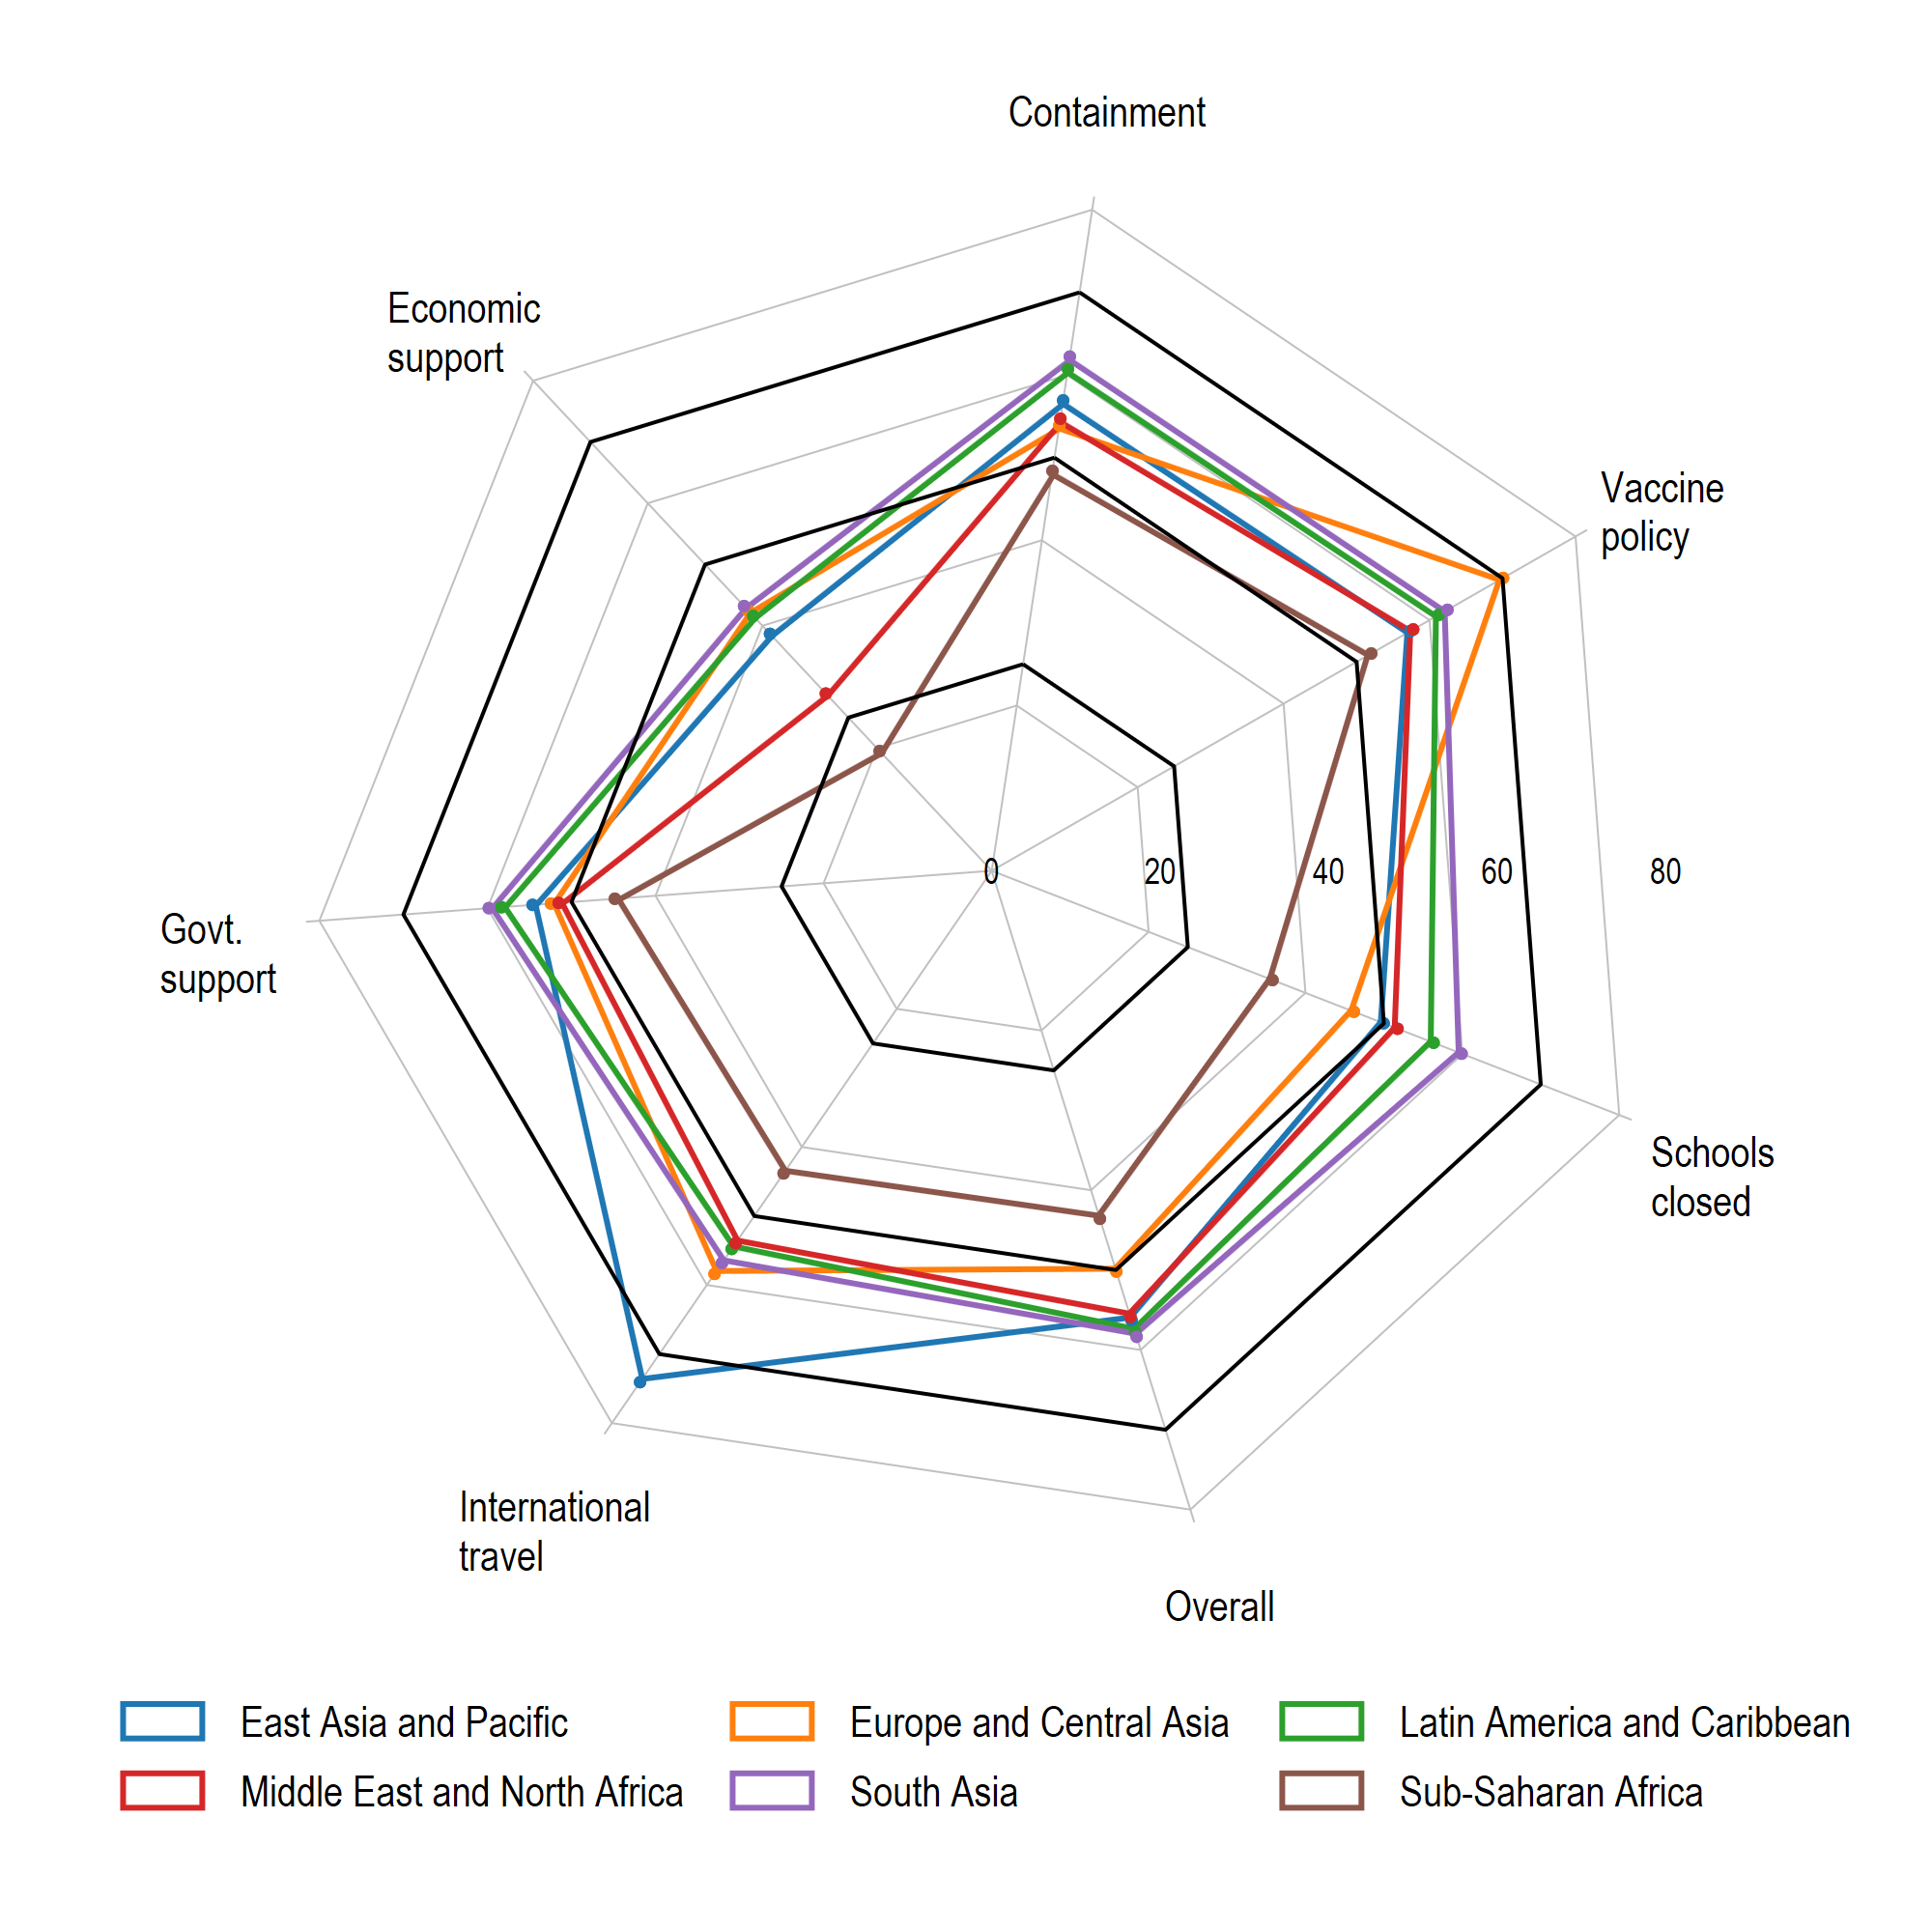 Containment
Economic
support
Vaccine
policy
0 20 40 60 80
Govt.
support
Schools
closed
International
travel
Overall
East Asia and Pacific
Europe and Central Asia
Latin America and Caribbean
Middle East and North Africa
South Asia
Sub-Saharan Africa